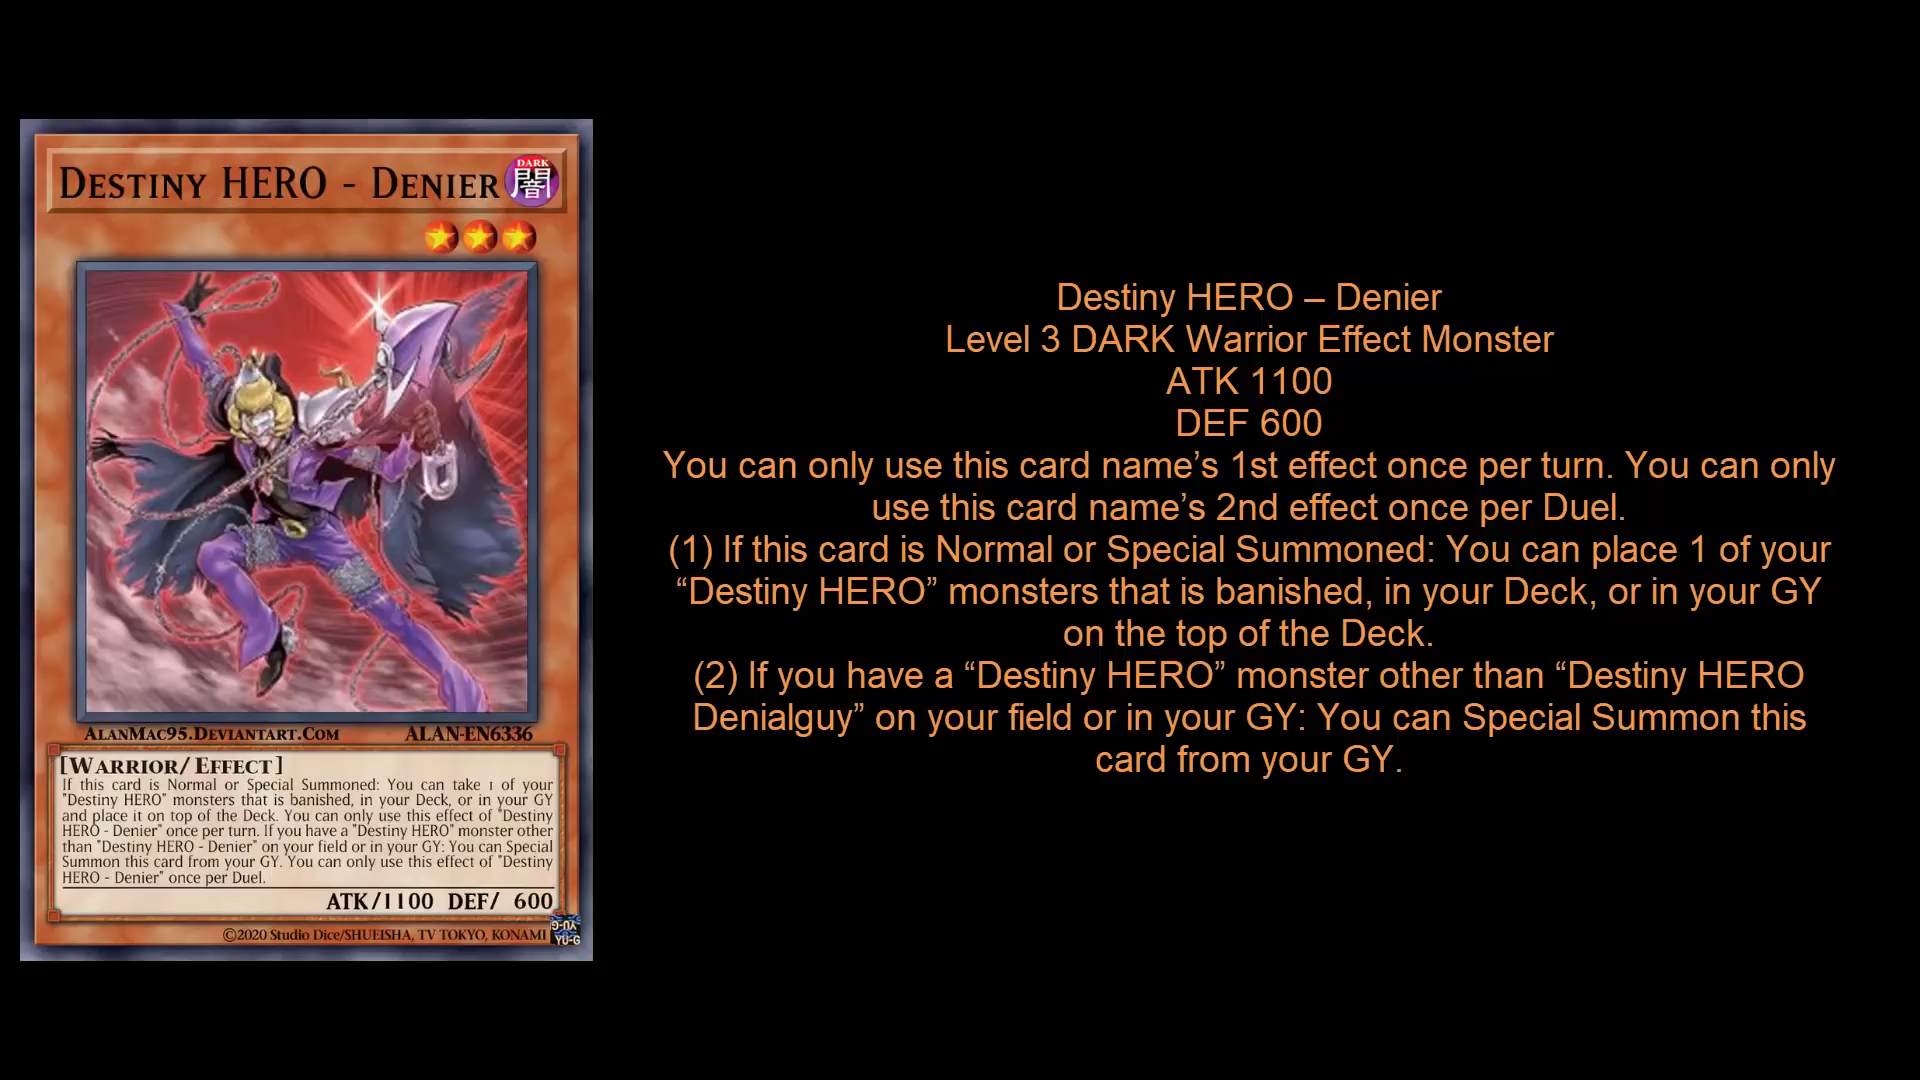 DESTINY HERO - DENIER
DARK
闇
ALANMAC95.DEVIANTART.COM ALAN-EN6336
[WARRIOR/ EFFECT]
If this card is Normal or Special Summoned: You can take 1 of your
"Destiny HERO" monsters that is banished, in your Deck, or in your GY
and place it on top of the Deck. You can only use this effect of "Destiny
HERO - Denier" once per turn. If you have a "Destiny HERO" monster other
than "Destiny HERO - Denier" on your field or in your GY: You can Special
Summon this card from your GY. You can only use this effect of "Destiny
HERO - Denier" once per Duel.
ATK/1100 DEF/ 600
©2020 Studio Dice/SHUEISHA, TV TOKYO, KONAMI
Destiny HERO – Denier
Level 3 DARK Warrior Effect Monster
ATK 1100
DEF 600
You can only use this card name’s 1st effect once per turn. You can only
use this card name’s 2nd effect once per Duel.
(1) If this card is Normal or Special Summoned: You can place 1 of your
“Destiny HERO” monsters that is banished, in your Deck, or in your GY
on the top of the Deck.
(2) If you have a “Destiny HERO” monster other than “Destiny HERO
Denialguy” on your field or in your GY: You can Special Summon this
card from your GY.